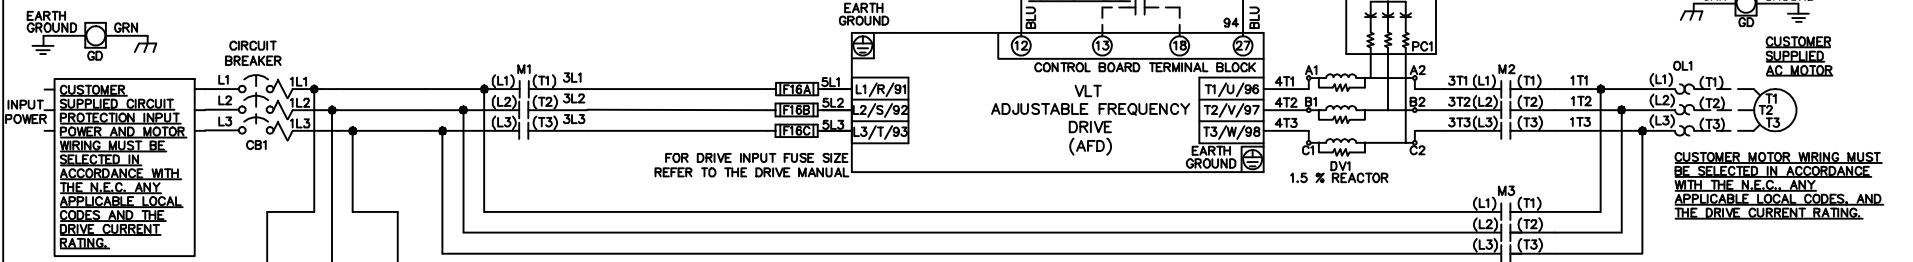 EARTH
GROUND
GRN
GD
CIRCUIT
BREAKER
L1
L2
L3
1L1
1L2
1L3
CB1
INPUT
POWER
CUSTOMER
SUPPLIED CIRCUIT
PROTECTION INPUT
POWER AND MOTOR
WIRING MUST BE
SELECTED IN
ACCORDANCE WITH
THE N.E.C. ANY
APPLICABLE LOCAL
CODES AND THE
DRIVE CURRENT
RATING.
M1
(L1) (T1) 3L1
(L2) (T2) 3L2
(L3) (T3) 3L3
IF16A
IF16B
IF16C
5L1
5L2
5L3
FOR DRIVE INPUT FUSE SIZE
REFER TO THE DRIVE MANUAL
EARTH
GROUND
BLU
94
BLU
12
13
18
27
CONTROL BOARD TERMINAL BLOCK
L1/R/91
L2/S/92
L3/T/93
VLT
ADJUSTABLE FREQUENCY
DRIVE
(AFD)
T1/U/96
T2/V/97
T3/W/98
EARTH
GROUND
4T1
4T2
4T3
A1
B1
C1
A2
B2
C2
PC1
DV1
1.5 % REACTOR
M2
3T1 (L1) (T1) 1T1
3T2 (L2) (T2) 1T2
3T3 (L3) (T3) 1T3
M3
(L1) (T1)
(L2) (T2)
(L3) (T3)
GD
CUSTOMER
SUPPLIED
AC MOTOR
OL1
(L1) (T1)
(L2) (T2)
(L3) (T3)
T1
T2
T3
CUSTOMER MOTOR WIRING MUST
BE SELECTED IN ACCORDANCE
WITH THE N.E.C., ANY
APPLICABLE LOCAL CODES, AND
THE DRIVE CURRENT RATING.